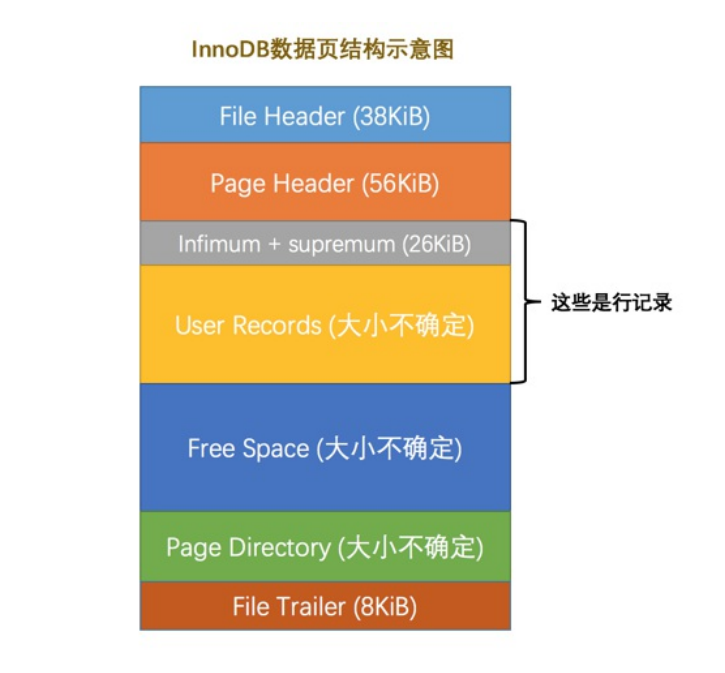 InnoDB数据页结构示意图
File Header (38KiB)
Page Header (56KiB)
Infimum + supremum (26KiB)
User Records (大小不确定)
这些是行记录
Free Space (大小不确定)
Page Directory (大小不确定)
File Trailer (8KiB)